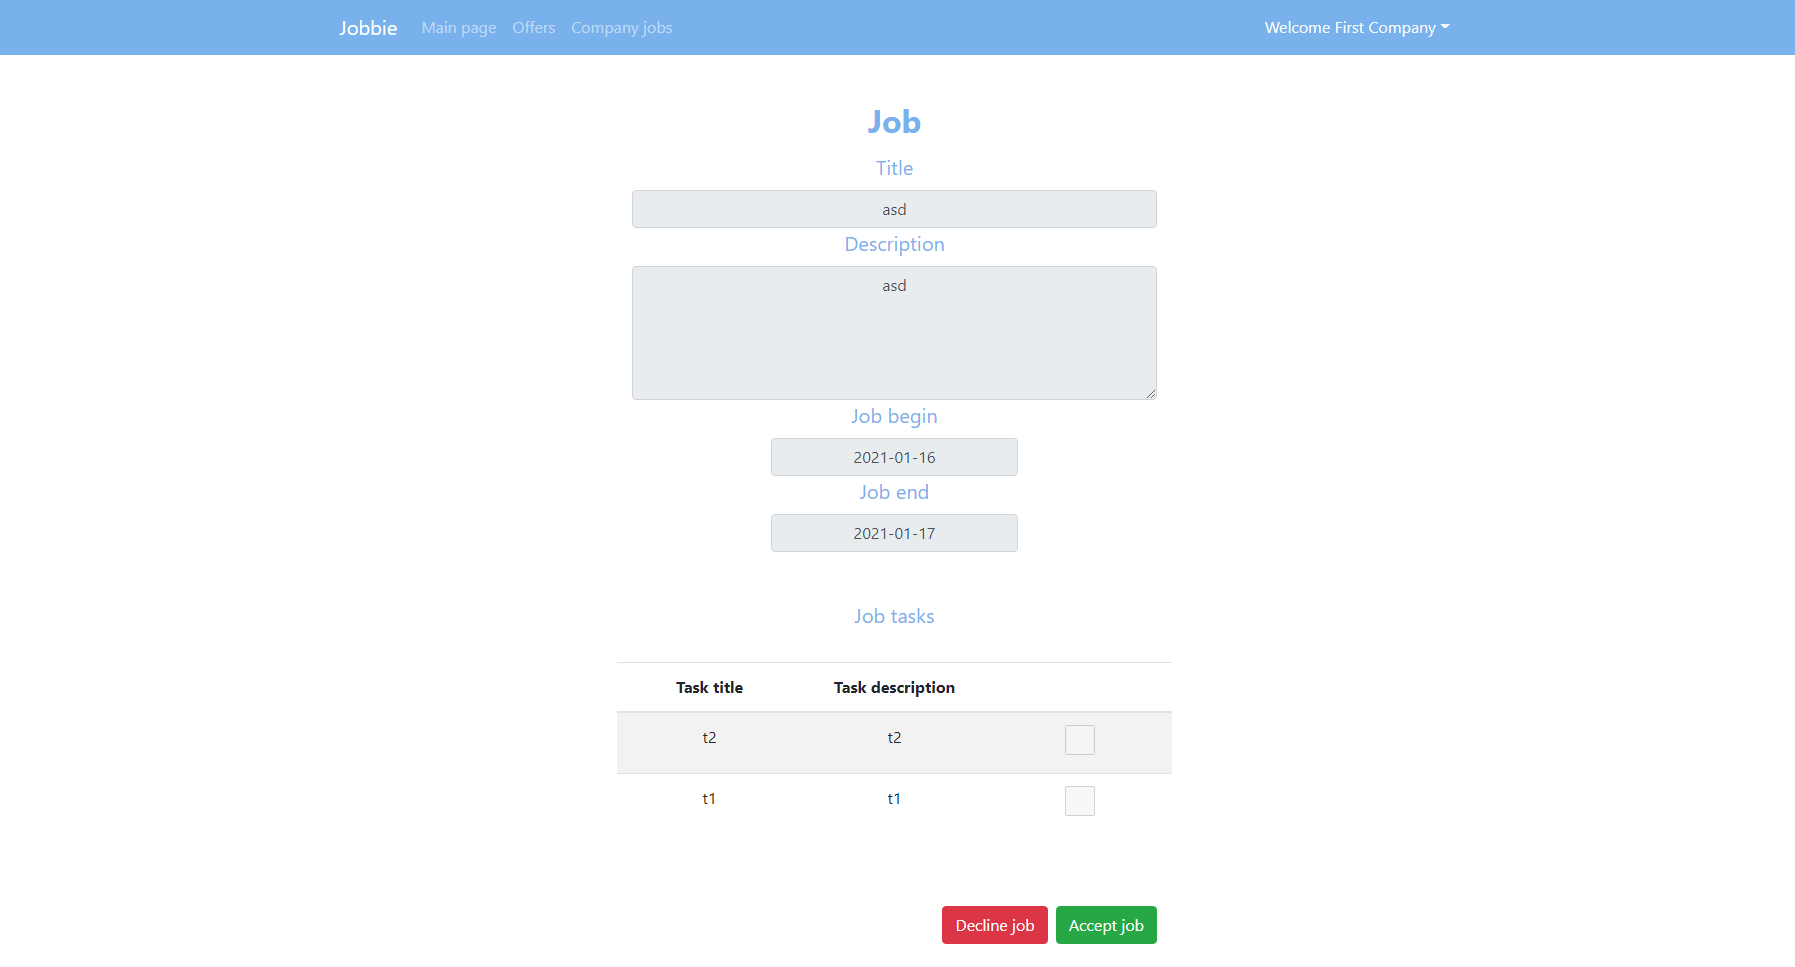 Jobbie Main page Offers Company jobs Welcome First Company
Job
Title
asd
Description
asd
Job begin
2021-01-16
Job end
2021-01-17
Job tasks
Task title Task description
t2 t2
t1 t1
Decline job Accept job